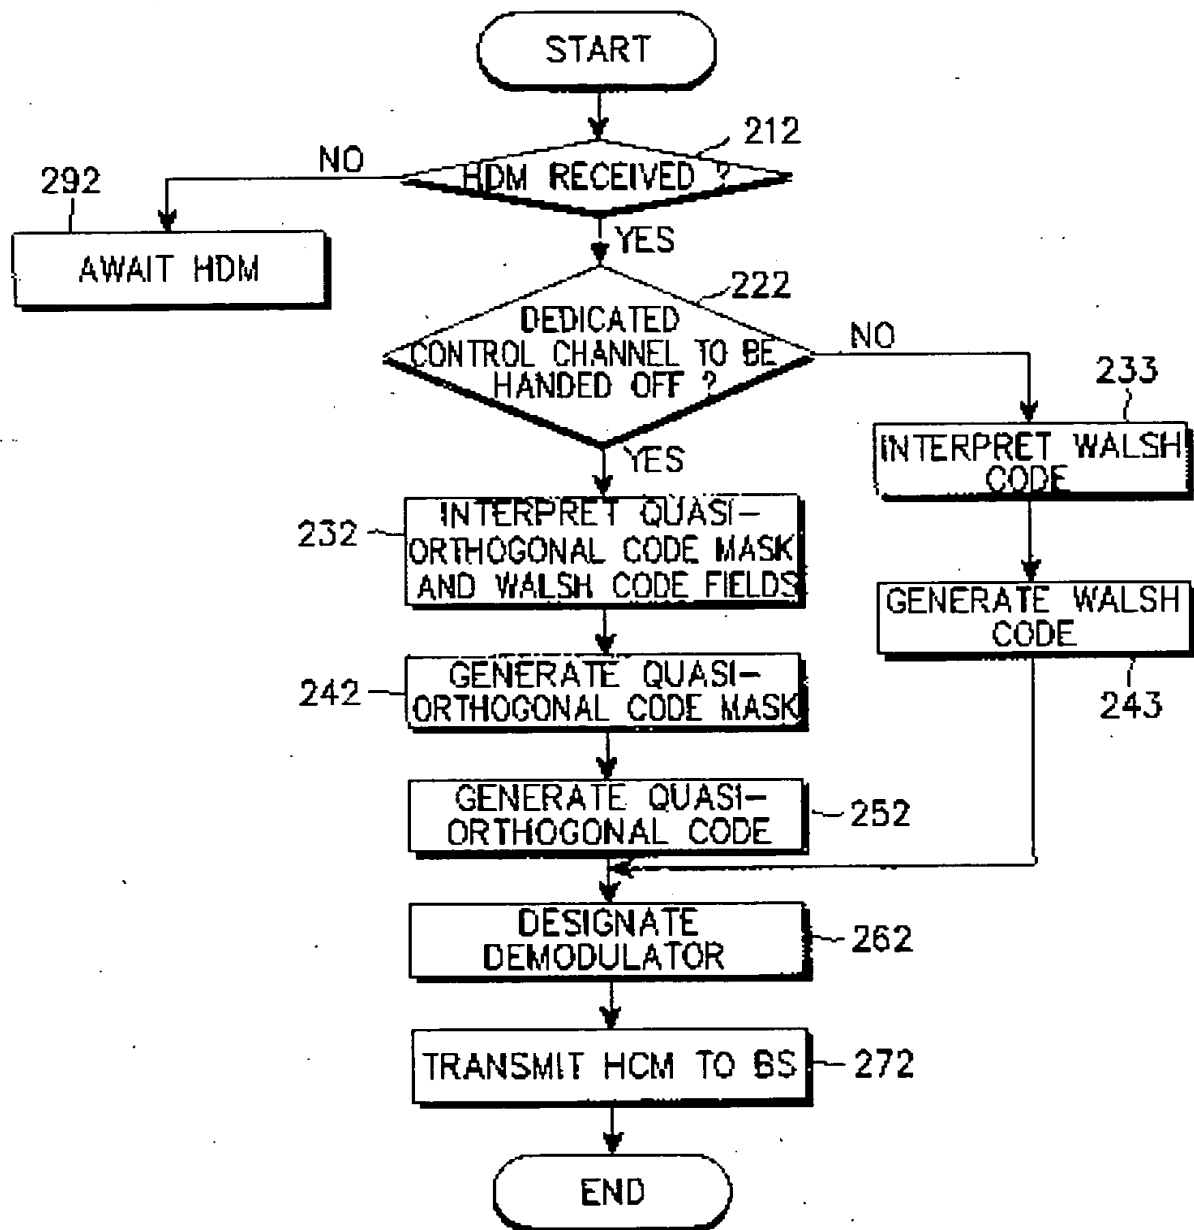 START
212
HDM RECEIVED ?
NO
292
AWAIT HDM
YES
222
DEDICATED
CONTROL CHANNEL TO BE
HANDED OFF ?
NO
233
INTERPRET WALSH
CODE
YES
232
INTERPRET QUASI-
ORTHOGONAL CODE MASK
AND WALSH CODE FIELDS
GENERATE WALSH
CODE
243
242
GENERATE QUASI-
ORTHOGONAL CODE MASK
GENERATE QUASI-
ORTHOGONAL CODE
252
DESIGNATE
DEMODULATOR
262
TRANSMIT HCM TO BS
272
END